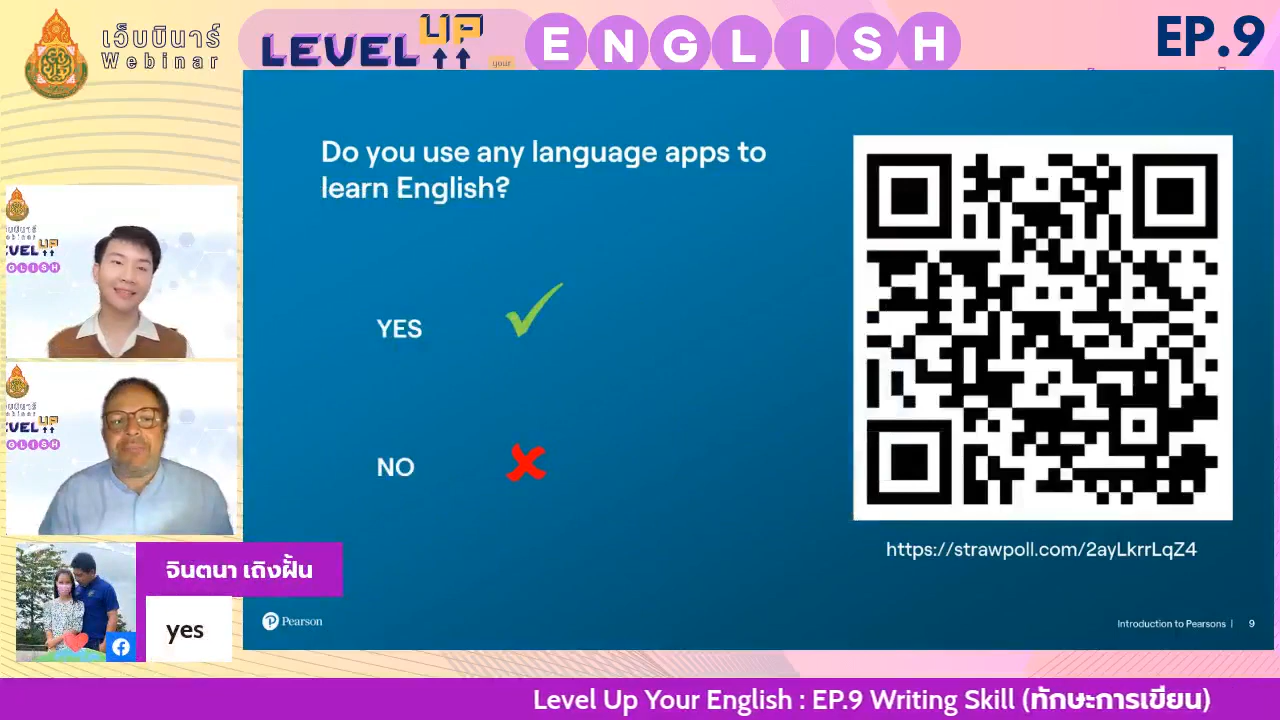 เว็บบินาร์
Webinar
LEVEL UP
your
ENGLISH
EP.9
Do you use any language apps to
learn English?
YES
NO
https://strawpoll.com/2ayLkrrLqZ4
จินตนา เถิงฝั้น
yes
Pearson
Introduction to Pearsons | 9
Level Up Your English : EP.9 Writing Skill (ทักษะการเขียน)